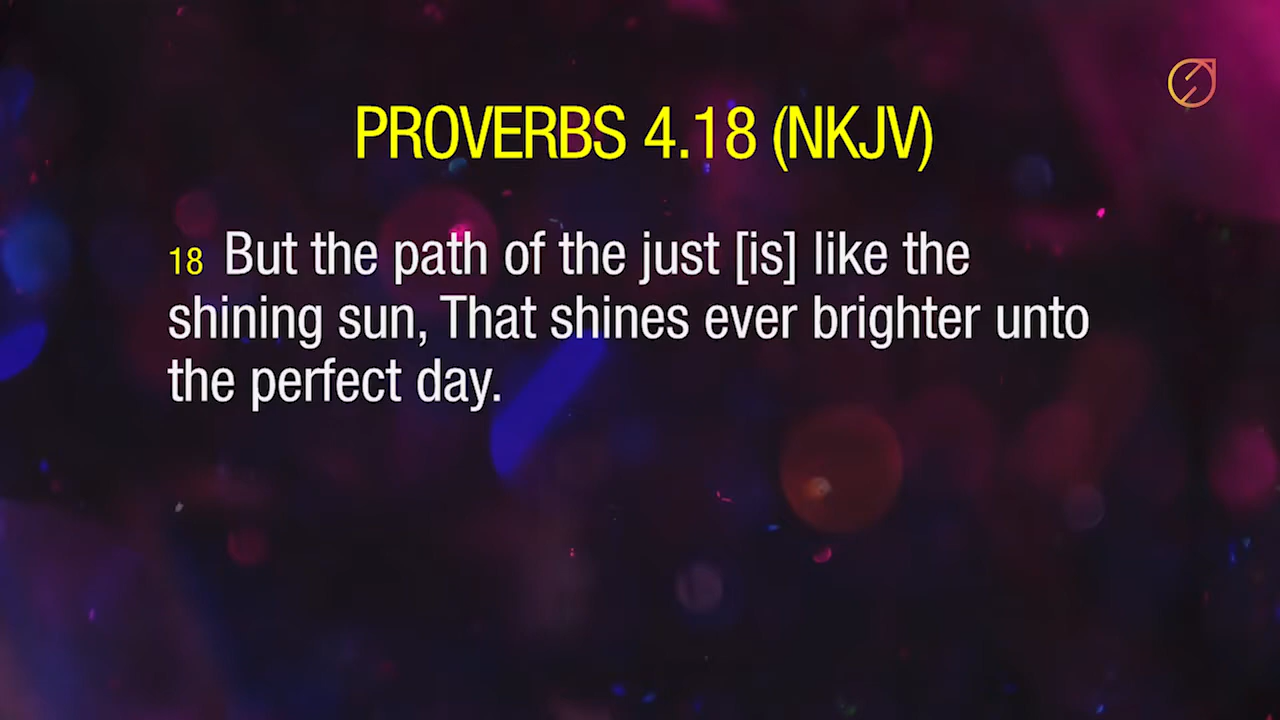 PROVERBS 4.18 (NKJV)
18 But the path of the just [is] like the
shining sun, That shines ever brighter unto
the perfect day.